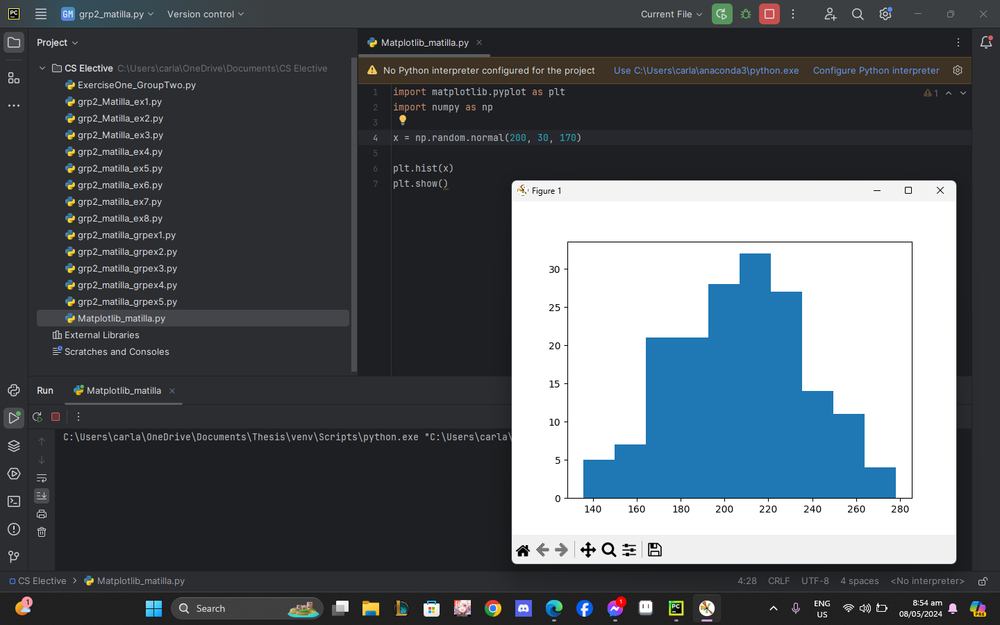 PC
GM grp2_matilla.py Version control Current File
Project
CS Elective C:\Users\carla\OneDrive\Documents\CS Elective
ExerciseOne_GroupTwo.py
grp2_Matilla_ex1.py
grp2_Matilla_ex2.py
grp2_Matilla_ex3.py
grp2_matilla_ex4.py
grp2_matilla_ex5.py
grp2_matilla_ex6.py
grp2_matilla_ex7.py
grp2_matilla_ex8.py
grp2_matilla_grpex1.py
grp2_matilla_grpex2.py
grp2_matilla_grpex3.py
grp2_matilla_grpex4.py
grp2_matilla_grpex5.py
Matplotlib_matilla.py
External Libraries
Scratches and Consoles
Matplotlib_matilla.py
No Python interpreter configured for the project Use C:\Users\carla\anaconda3\python.exe Configure Python interpreter
1 import matplotlib.pyplot as plt
1
2 import numpy as np
3
4 x = np.random.normal(200, 30, 170)
5
6 plt.hist(x)
7 plt.show()
Figure 1
30
25
20
15
10
5
0
140 160 180 200 220 240 260 280
Run Matplotlib_matilla
C:\Users\carla\OneDrive\Documents\Thesis\venv\Scripts\python.exe "C:\Users\carla\
CS Elective Matplotlib_matilla.py 4:28 CRLF UTF-8 4 spaces <No interpreter>
1
Search
1
PC
ENG
US
8:54 am
08/05/2024
PRE